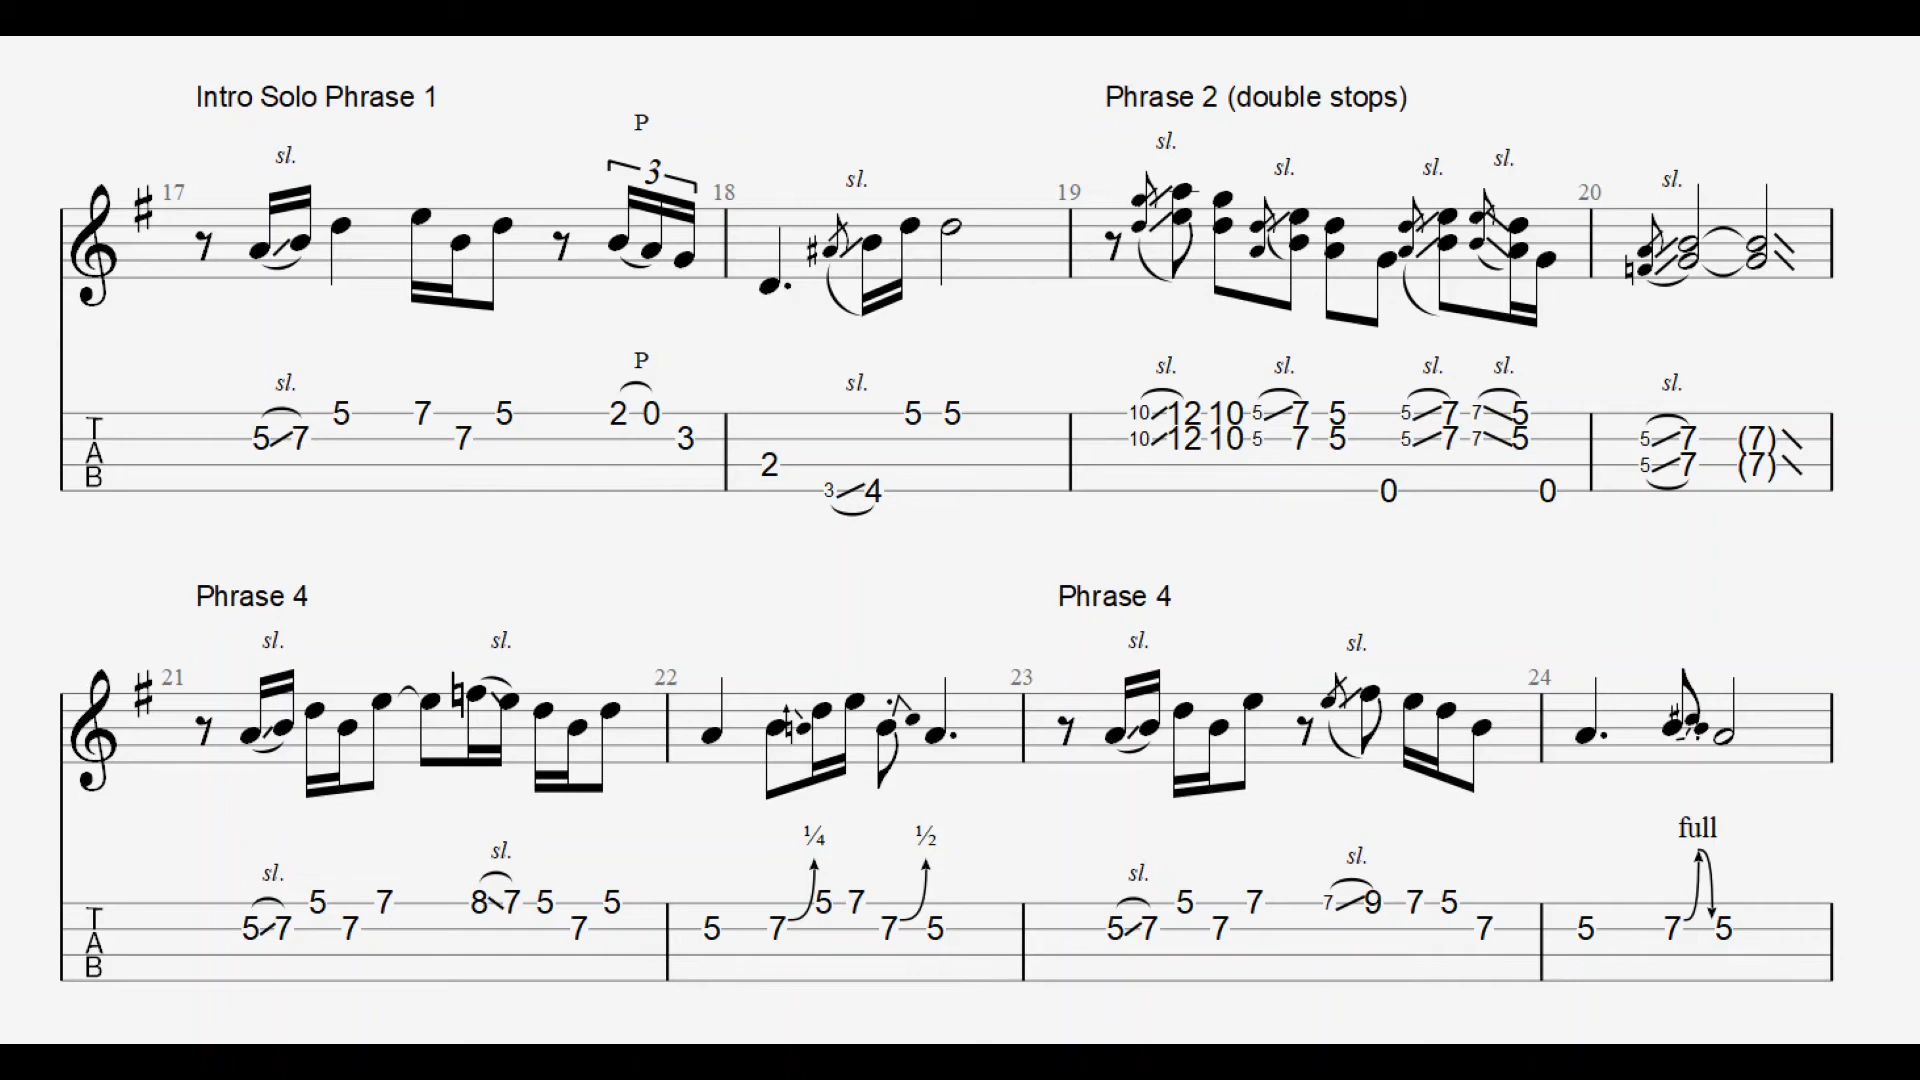 Intro Solo Phrase 1
Phrase 2 (double stops)
P
sl. 3 sl. sl. sl. sl. sl. sl.
17 18 19 20
P
sl. sl. sl. sl. sl. sl. sl.
5 7 5 2 0 5 5 10 12 10 5 7 5 5 7 7 5
T 5 7 7 3 10 12 10 5 7 5 5 7 7 5 5 7 (7)
A 2 5 7 (7)
B 3 4 0 0
Phrase 4
Phrase 4
sl. sl. sl. sl.
21 22 23 24
¼ ½ full
sl. sl. sl. sl.
5 7 8 7 5 5 5 7 5 7 7 9 7 5
T 5 7 7 7 5 7 7 5 5 7 7 7 5 7 5
A
B